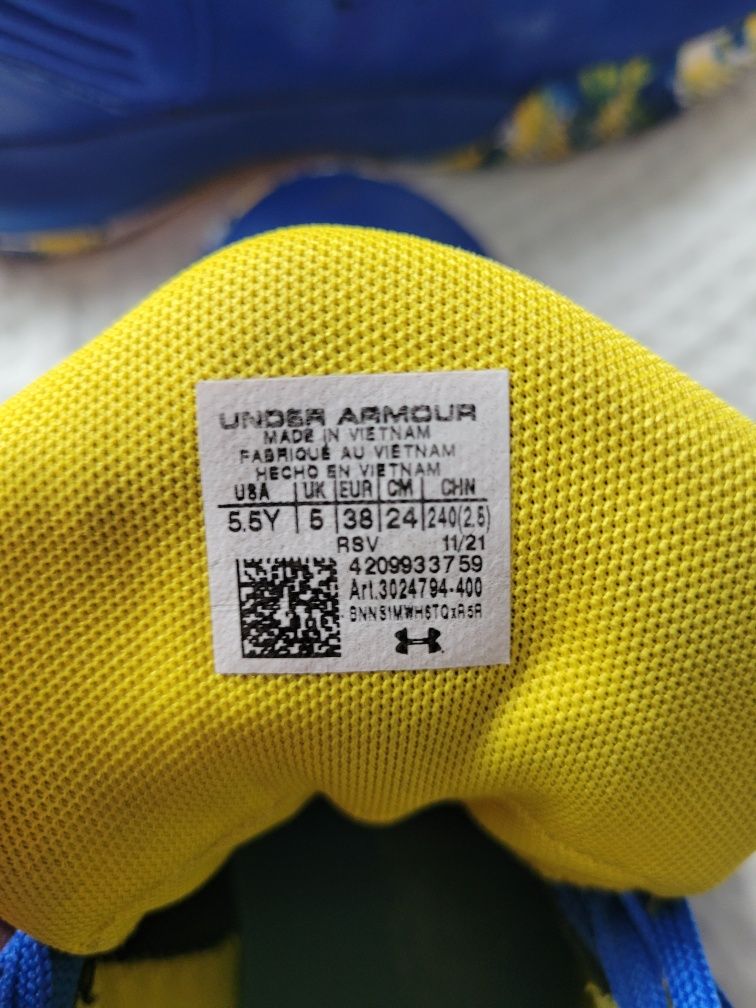 UNDER ARMOUR
MADE IN VIETNAM
FABRIQUÉ AU VIETNAM
HECHO EN VIETNAM
USA UK EUR CM CHN
5.5Y 5 38 24 240(2.5)
RSV 11/21
4209933759
Art.3024794-400